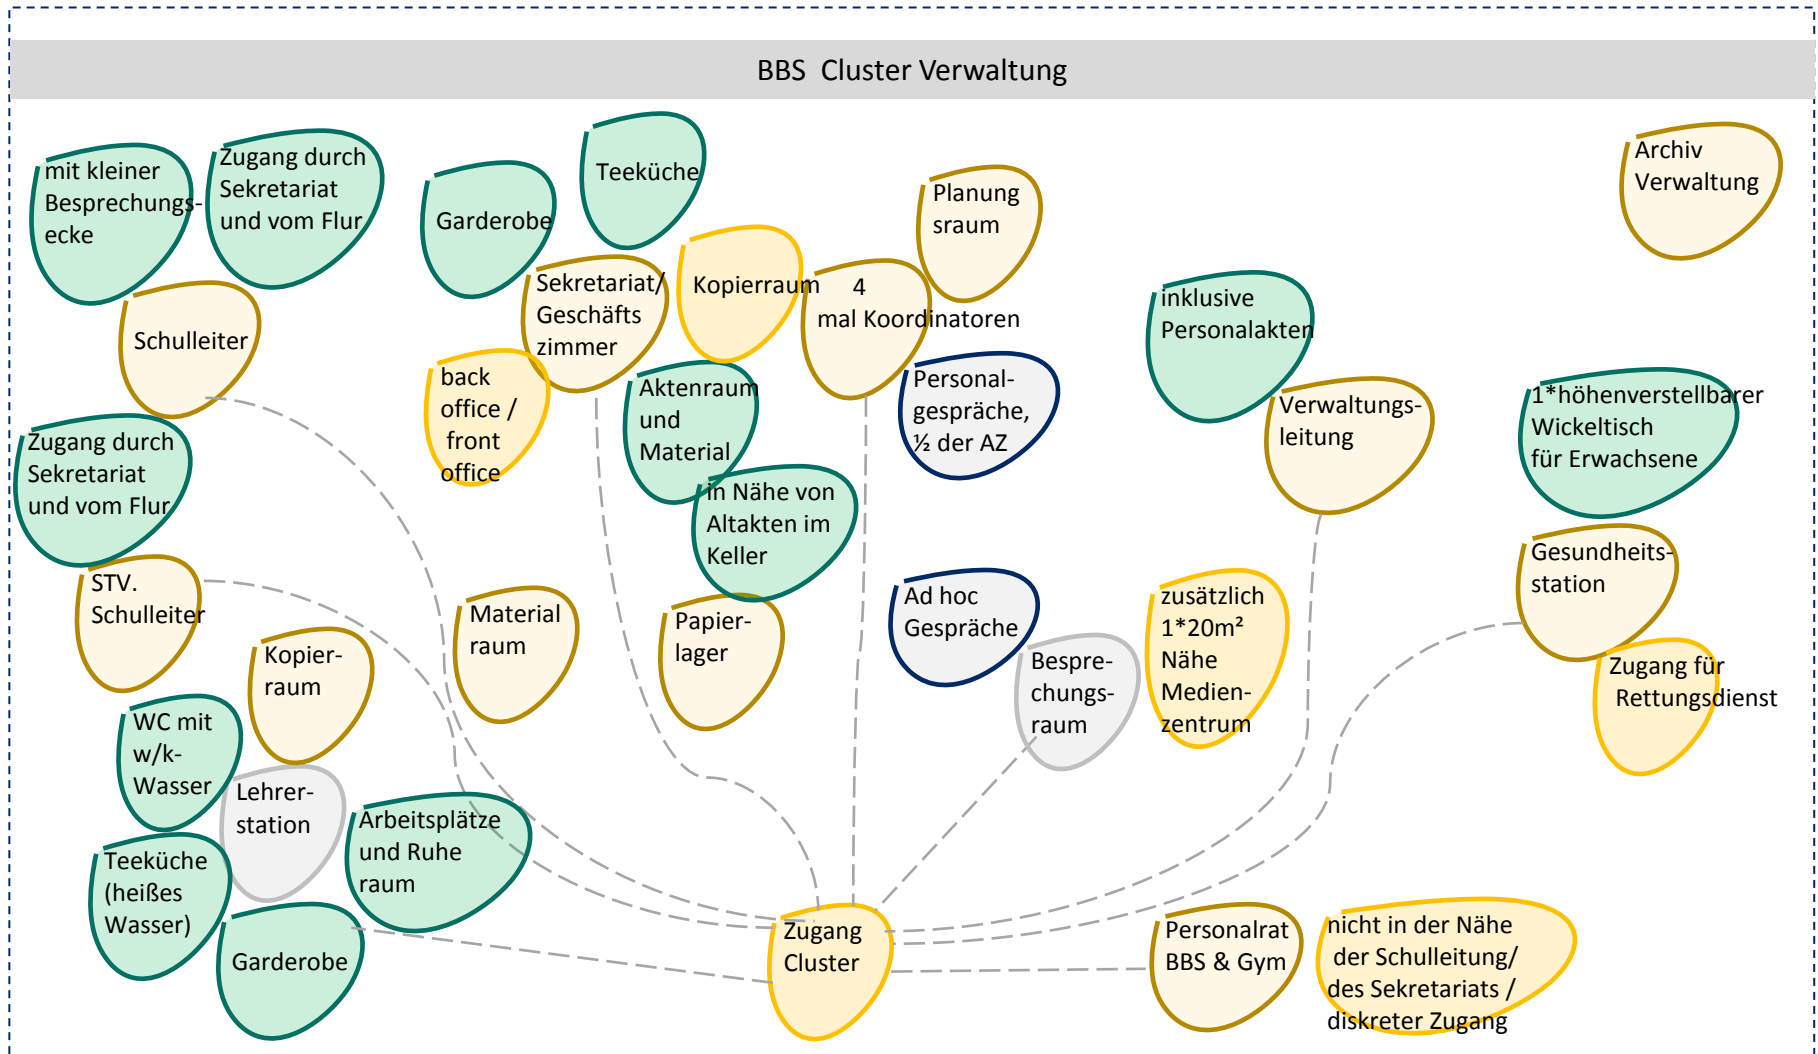 BBS  Cluster Verwaltung
mit kleiner
Besprechungs-
ecke
Zugang durch
Sekretariat
und vom Flur
Garderobe
Teeküche
Planung
sraum
Archiv
Verwaltung
Schulleiter
Sekretariat/
Geschäfts
zimmer
Kopierraum
4
mal Koordinatoren
inklusive
Personalakten
back
office /
front
office
Aktenraum
und
Material
Personal-
gespräche,
½ der AZ
Verwaltungs-
leitung
1*höhenverstellbarer
Wickeltisch
für Erwachsene
Zugang durch
Sekretariat
und vom Flur
in Nähe von
Altakten im
Keller
Gesundheits-
station
STV.
Schulleiter
Material
raum
Papier-
lager
Ad hoc
Gespräche
zusätzlich
1*20m²
Nähe
Medien-
zentrum
Kopier-
raum
Bespre-
chungs-
raum
Zugang für
Rettungsdienst
WC mit
w/k-
Wasser
Lehrer-
station
Arbeitsplätze
und Ruhe
raum
Teeküche
(heißes
Wasser)
Garderobe
Zugang
Cluster
Personalrat
BBS & Gym
nicht in der Nähe
der Schulleitung/
des Sekretariats /
diskreter Zugang